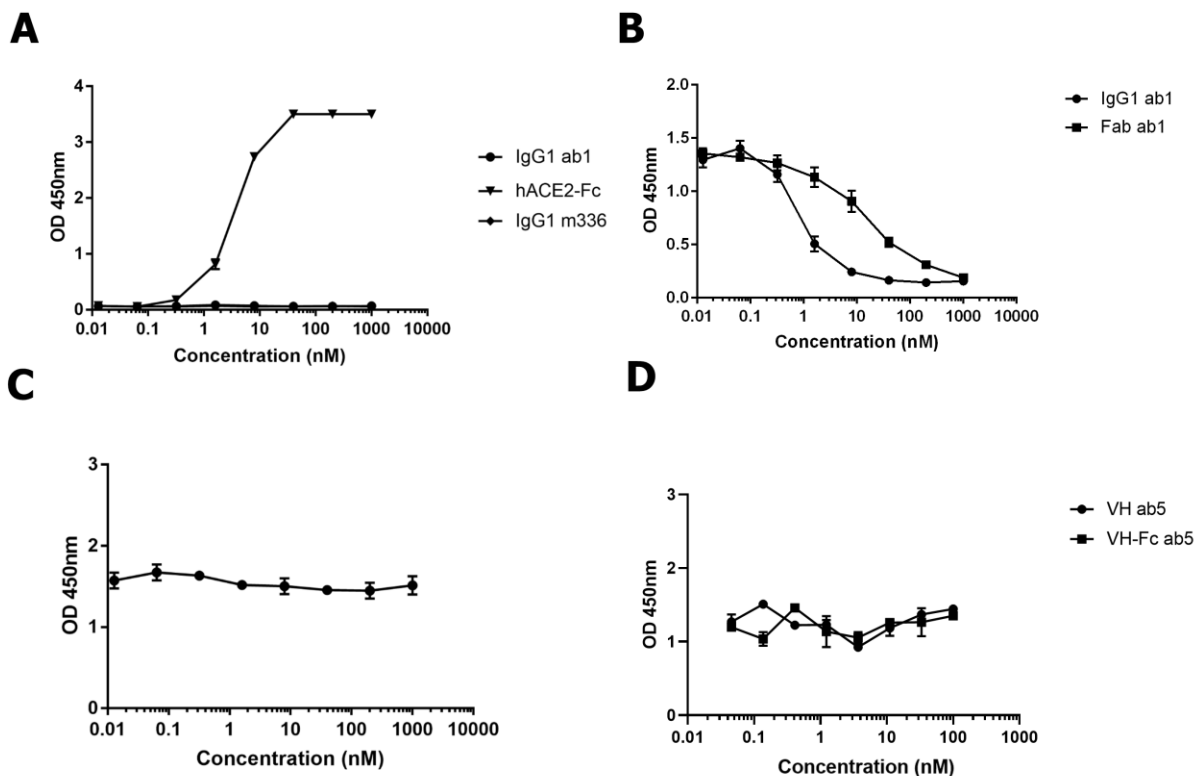 A
OD 450nm
4
3
2
1
0
0.01 0.1 1 10 100 1000 10000
Concentration (nM)
IgG1 ab1
hACE2-Fc
IgG1 m336
B
OD 450nm
2.0
1.5
1.0
0.5
0.0
0.01 0.1 1 10 100 1000 10000
Concentration (nM)
IgG1 ab1
Fab ab1
C
OD 450nm
3
2
1
0
0.01 0.1 1 10 100 1000 10000
Concentration (nM)
D
OD 450nm
3
2
1
0
0.01 0.1 1 10 100 1000
Concentration (nM)
VH ab5
VH-Fc ab5